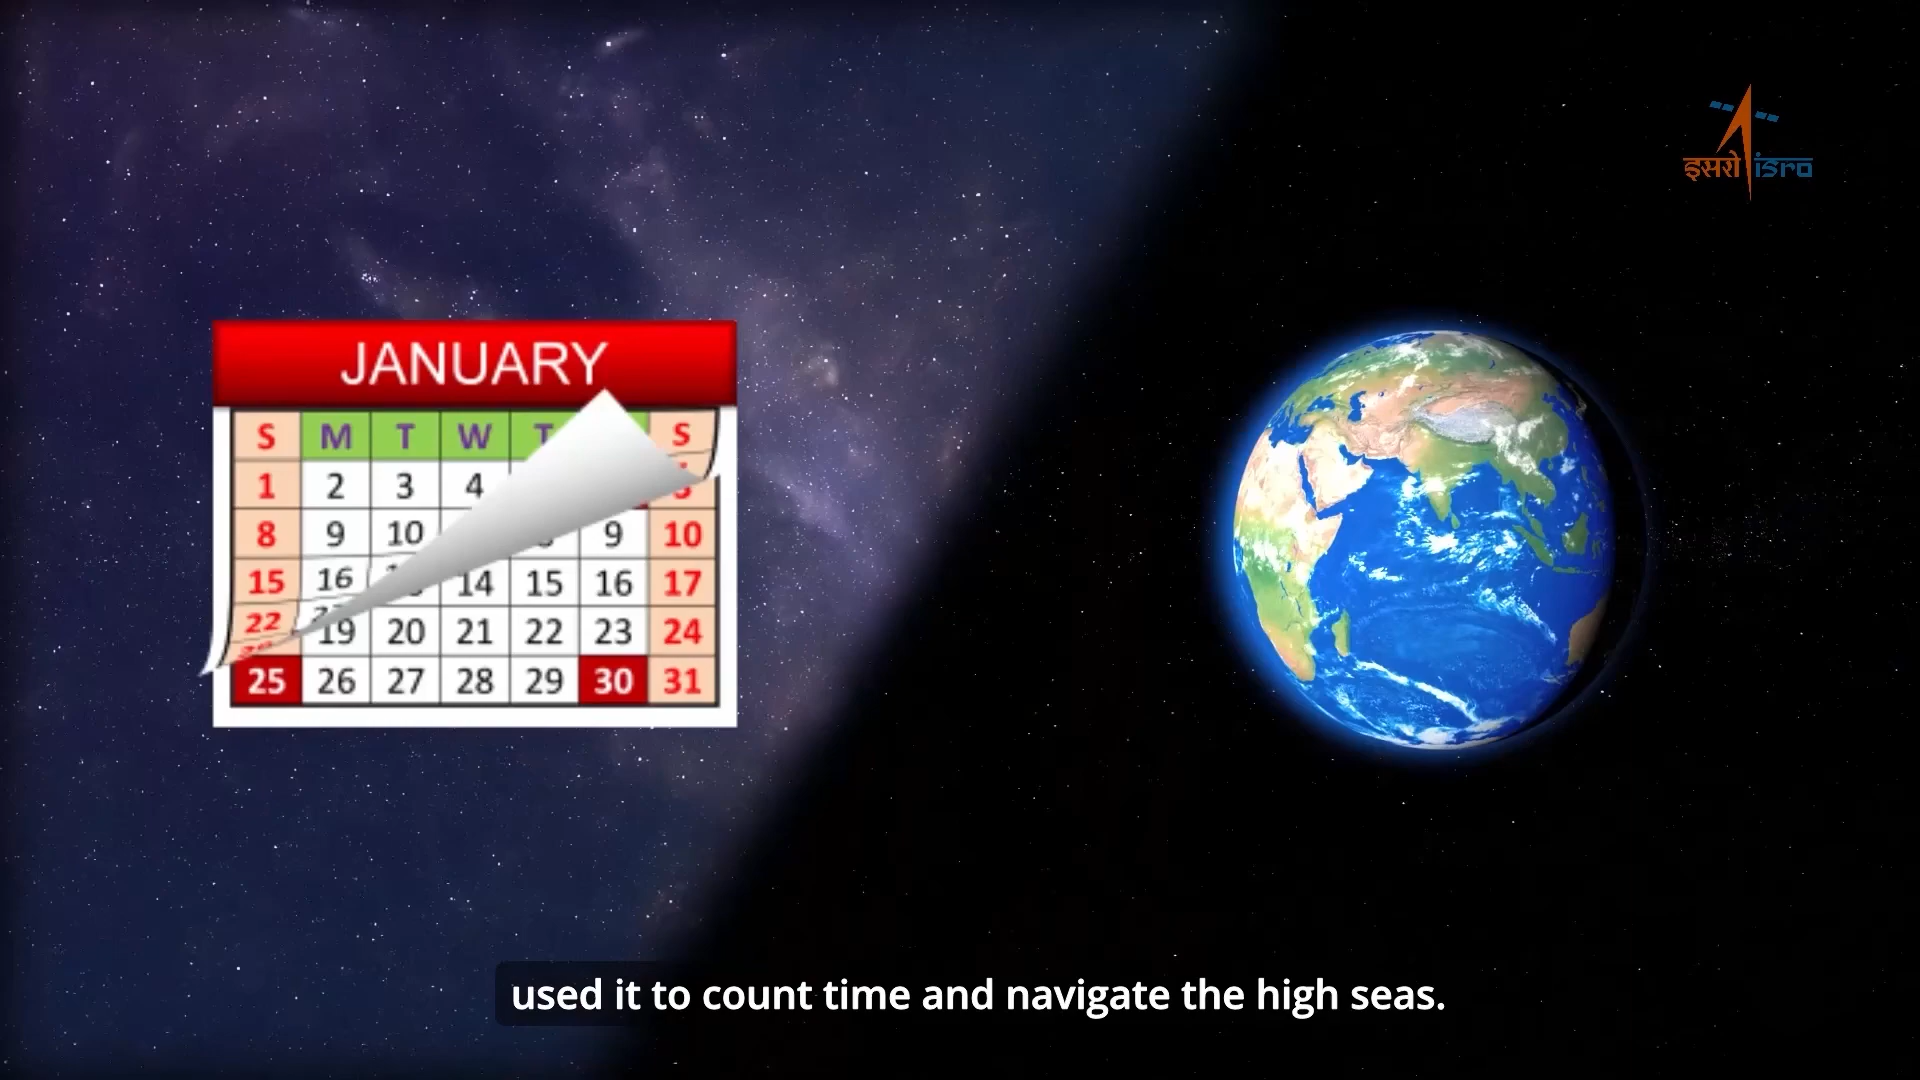 इसरो isro
JANUARY
S M T W T S
1 2 3 4
8 9 10 9 10
15 16 14 15 16 17
22 19 20 21 22 23 24
25 26 27 28 29 30 31
used it to count time and navigate the high seas.